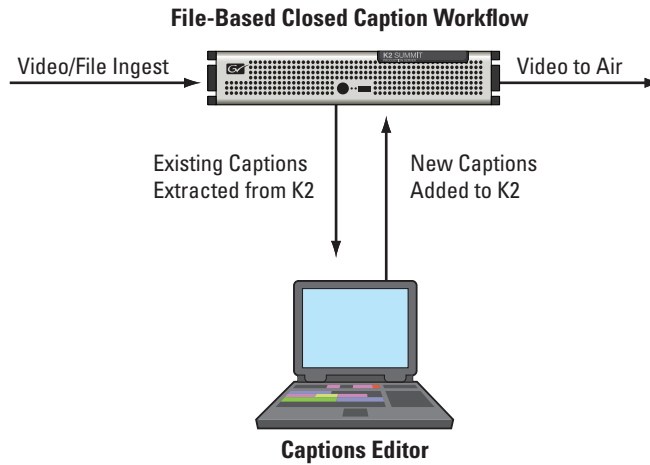 File-Based Closed Caption Workflow
Video/File Ingest
K2 SUMMIT
GV
Video to Air
Existing Captions
Extracted from K2
New Captions
Added to K2
Captions Editor